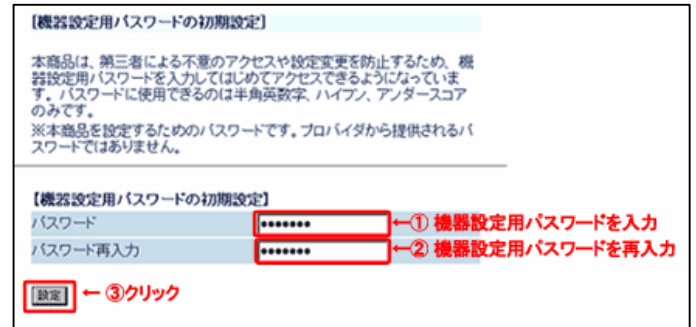 【機器設定用パスワードの初期設定】
本商品は、第三者による不意のアクセスや設定変更を防止するため、機
器設定用パスワードを入力してはじめてアクセスできるようになっていま
す。パスワードに使用できるのは半角英数字、ハイフン、アンダースコア
のみです。
※本商品を設定するためのパスワードです。プロバイダから提供されるパ
スワードではありません。
【機器設定用パスワードの初期設定】
パスワード ●●●●●●● ←① 機器設定用パスワードを入力
パスワード再入力 ●●●●●●● ←② 機器設定用パスワードを再入力
設定 ← ③クリック